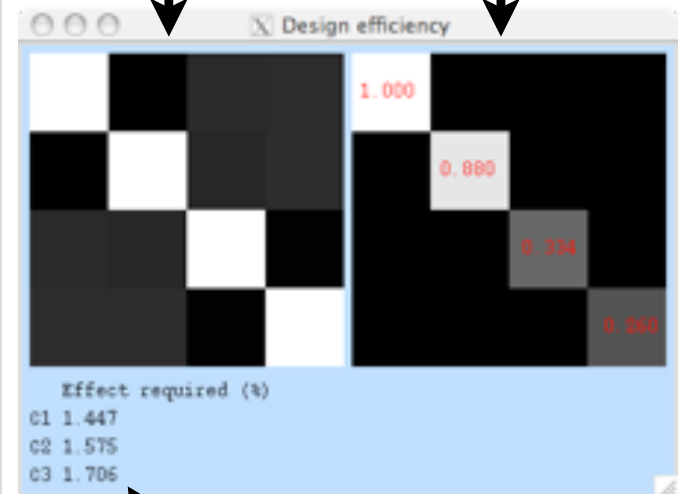 X Design efficiency
1.000
0.880
0.334
0.260
Effect required (%)
C1 1.447
C2 1.575
C3 1.706